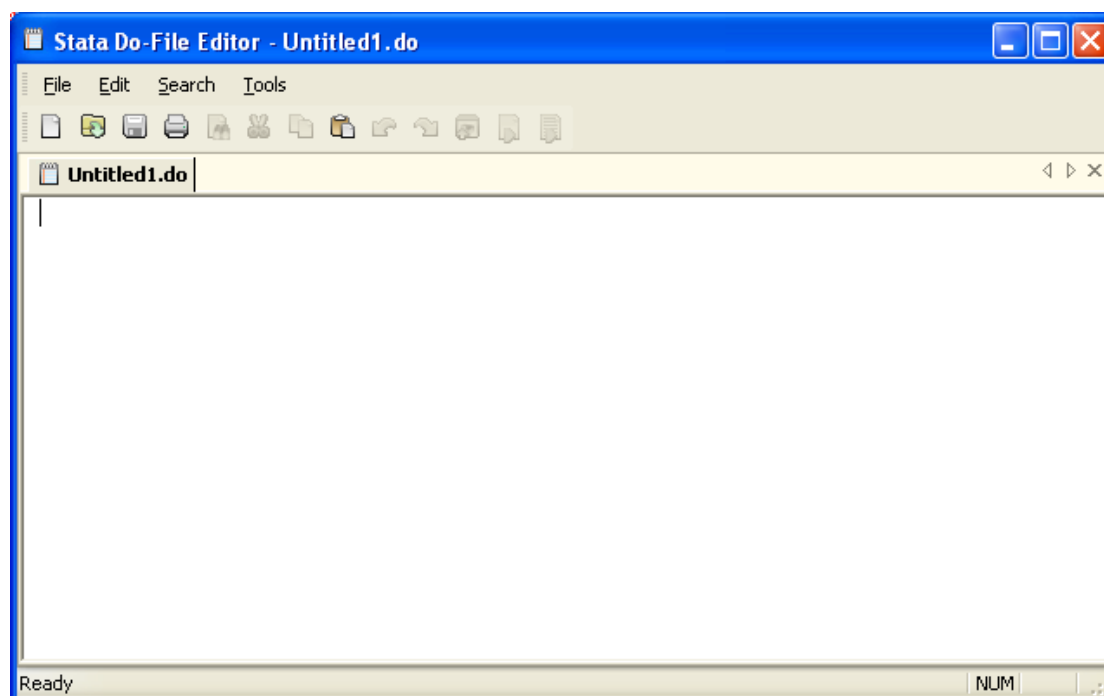 Stata Do-File Editor - Untitled1.do
File Edit Search Tools
Untitled1.do
Ready NUM